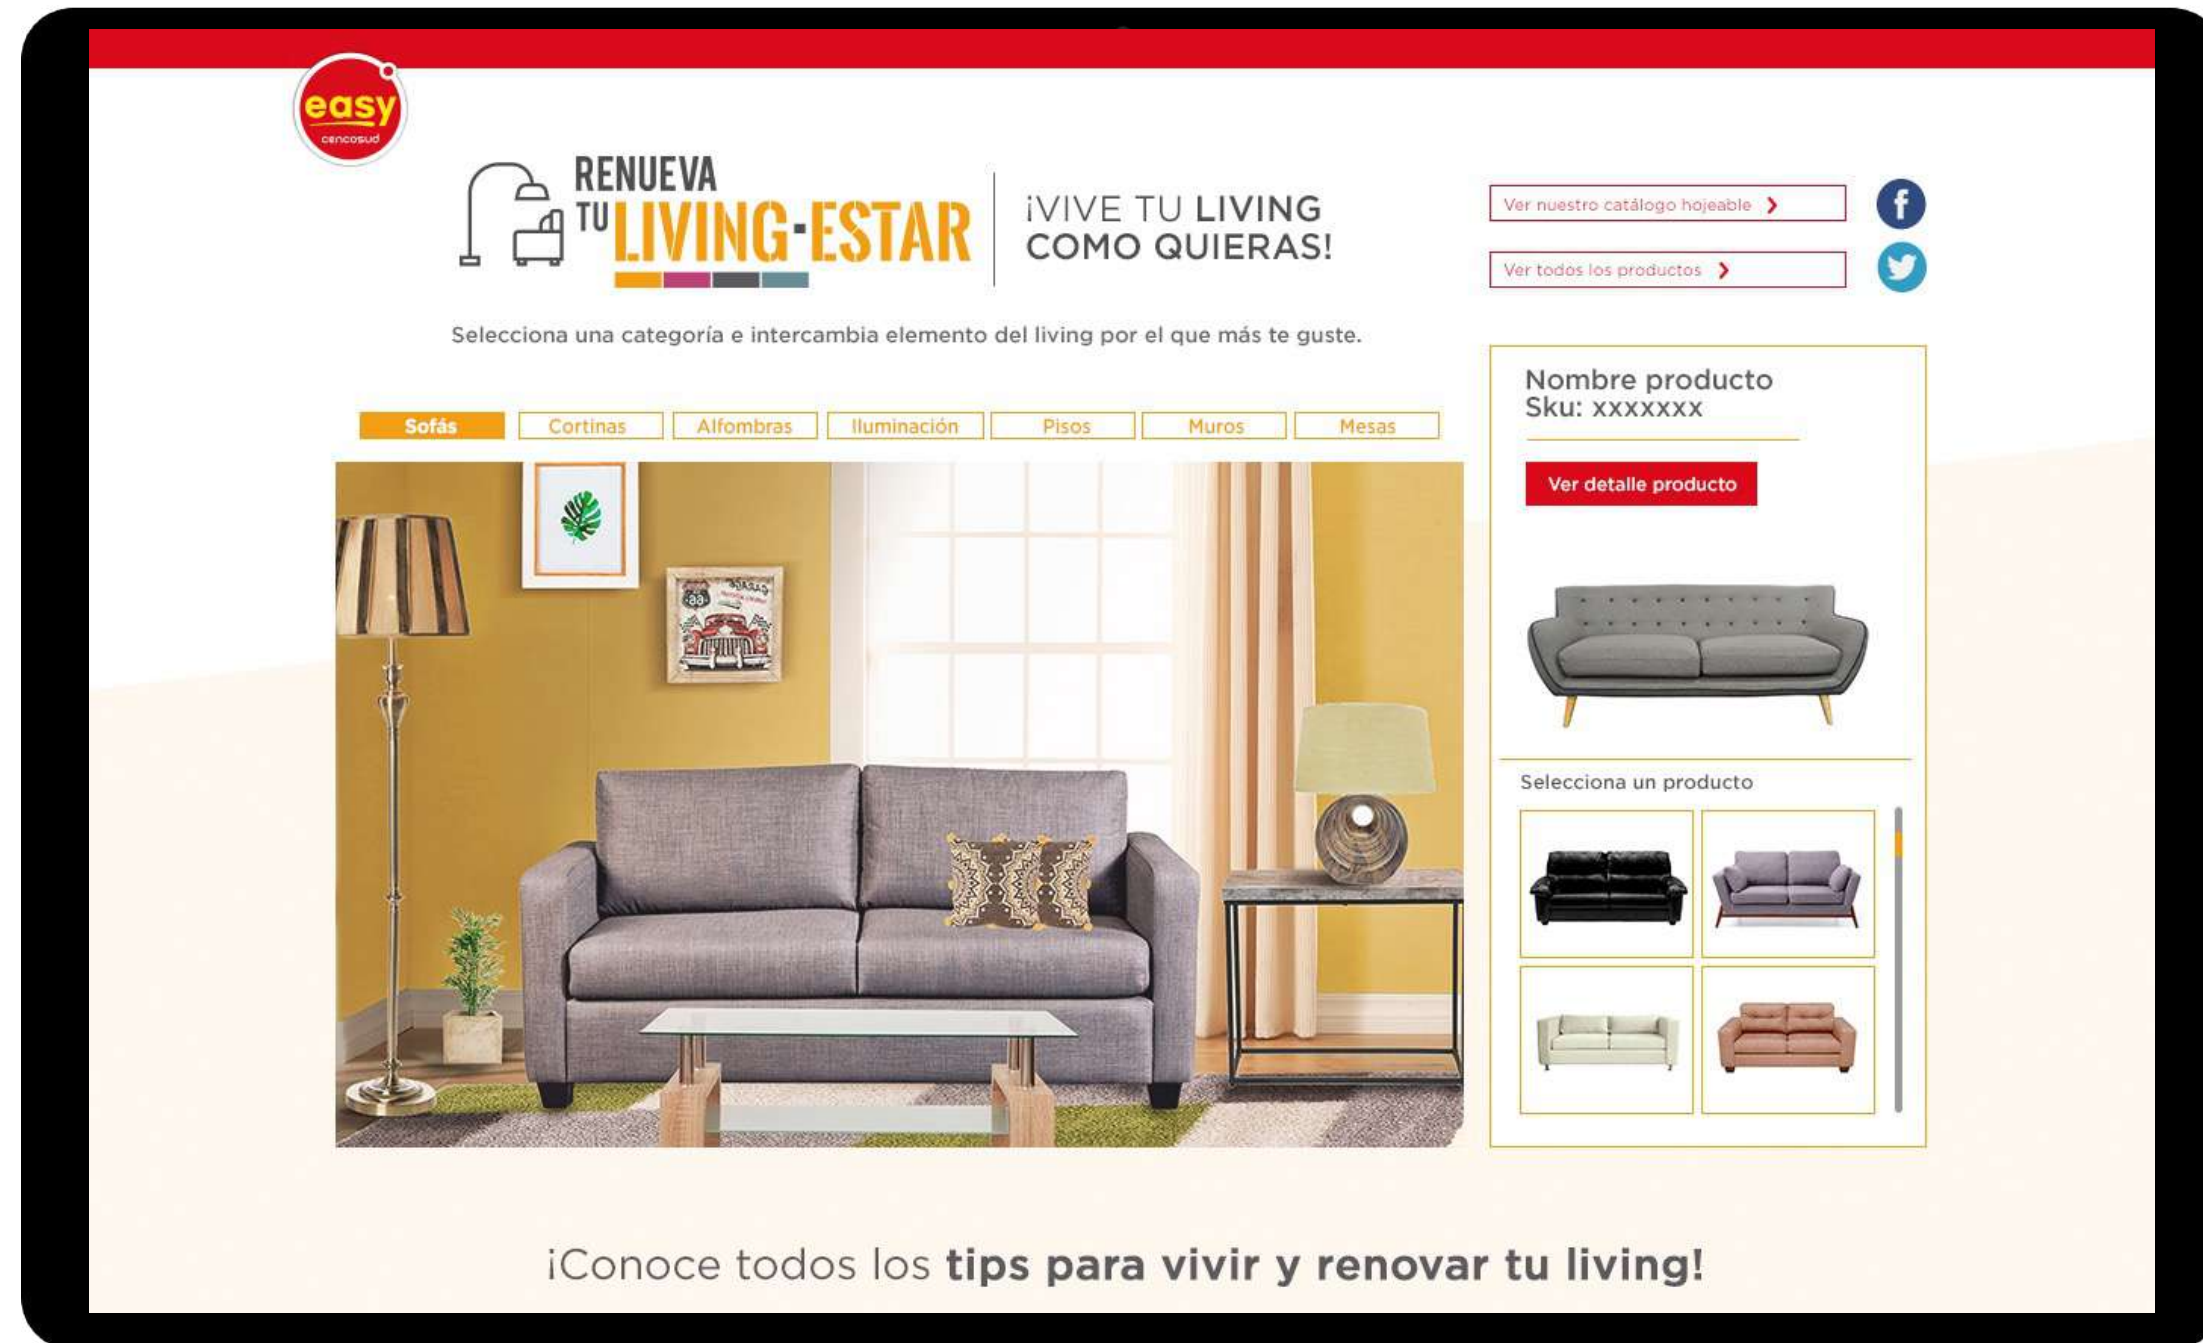 easy
cencosud
RENUEVA
TU LIVING·ESTAR
¡VIVE TU LIVING
COMO QUIERAS!
Ver nuestro catálogo hojeable
Ver todos los productos
Selecciona una categoría e intercambia elemento del living por el que más te guste.
Sofás
Cortinas
Alfombras
Iluminación
Pisos
Muros
Mesas
Nombre producto
Sku: xxxxxxx
Ver detalle producto
GARAGE
66
Selecciona un producto
¡Conoce todos los tips para vivir y renovar tu living!